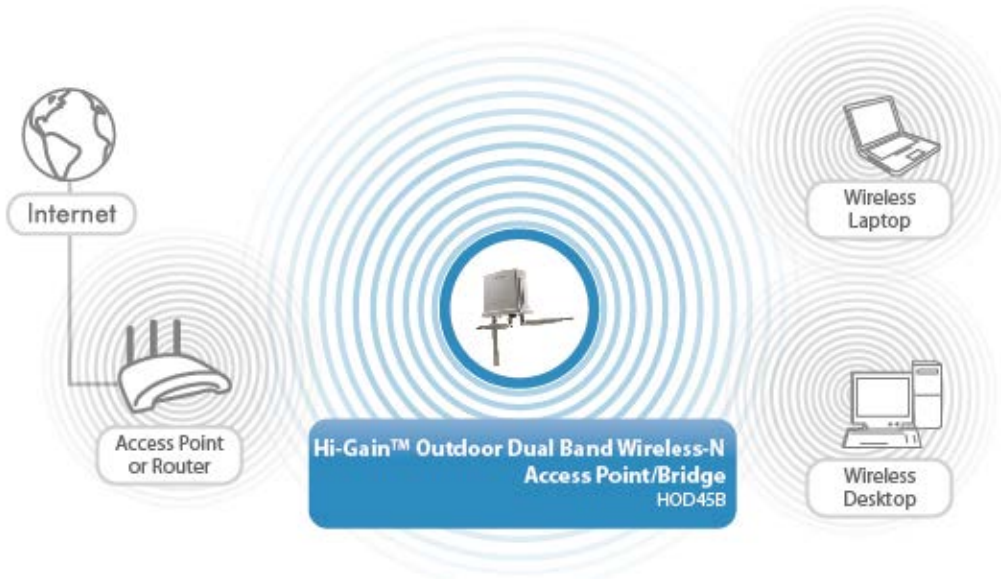 Internet
Access Point
or Router
Hi-Gain™ Outdoor Dual Band Wireless-N
Access Point/Bridge
HOD45B
Wireless
Laptop
Wireless
Desktop